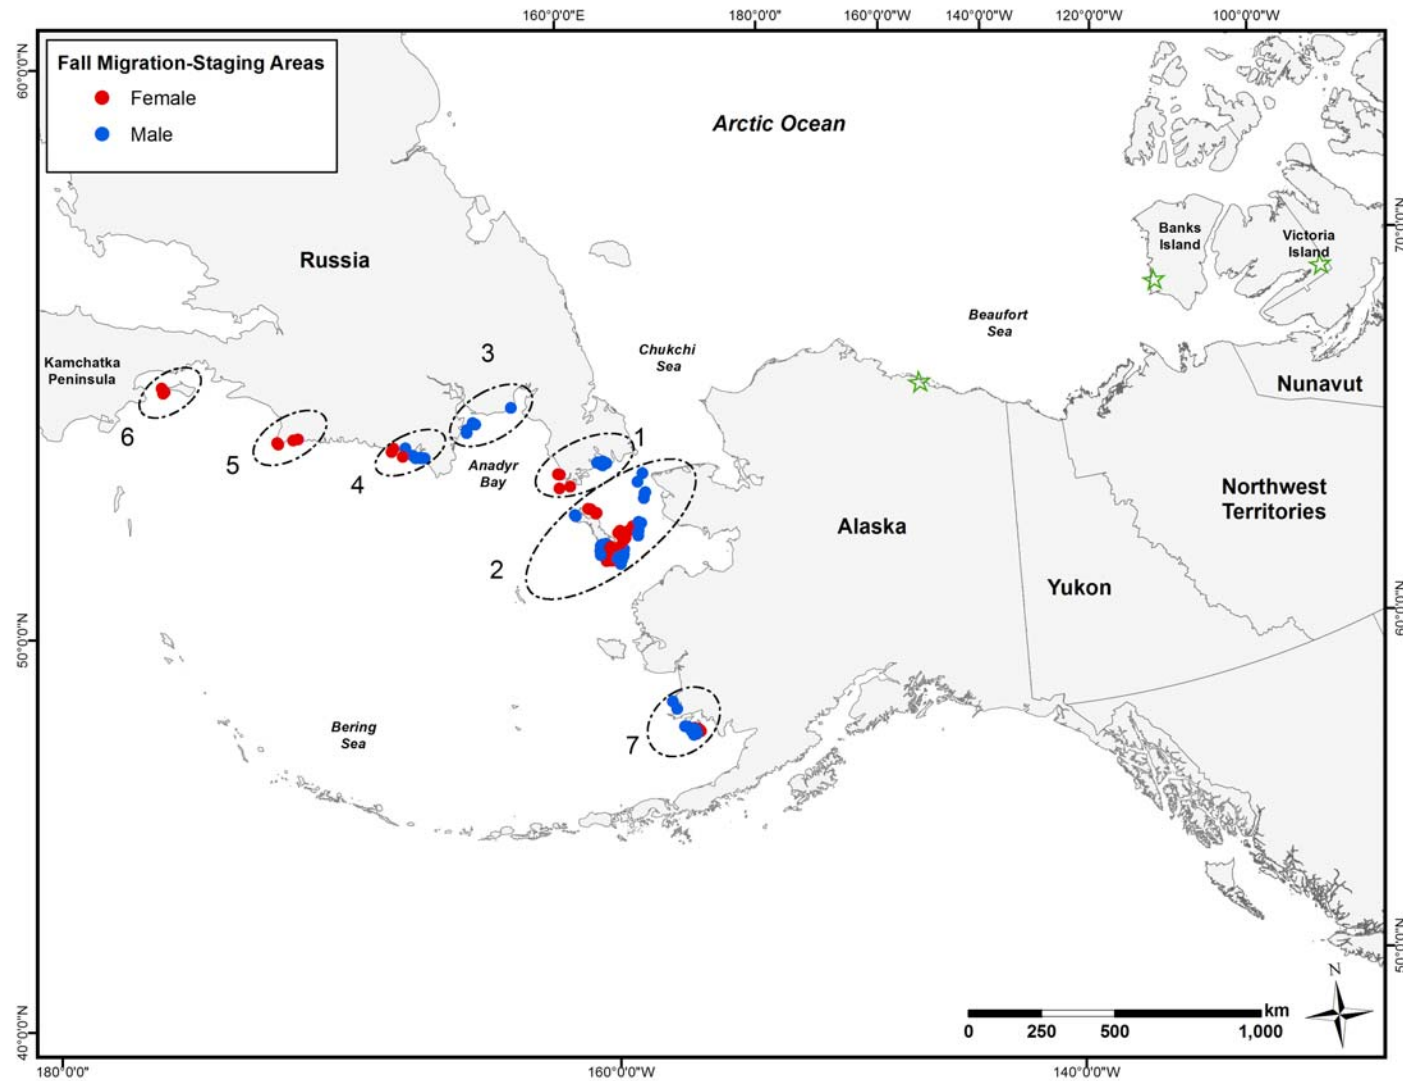 160°0'0"E 180°0'0"W 160°0'0"W 140°0'0"W 120°0'0"W 100°0'0"W
Fall Migration-Staging Areas
Female
Male
60°0'0"N
Arctic Ocean
70°0'0"N
Banks
Island
Victoria
Island
Russia
Beaufort
Sea
Chukchi
Sea
Kamchatka
Peninsula
Nunavut
3
6
5
4
1
Anadyr
Bay
2
Northwest
Territories
Alaska
Yukon
60°0'0"N
50°0'0"N
Bering
Sea
7
50°0'0"N
N
km
0 250 500 1,000
40°0'0"N
180°0'0" 160°0'0"W 140°0'0"W